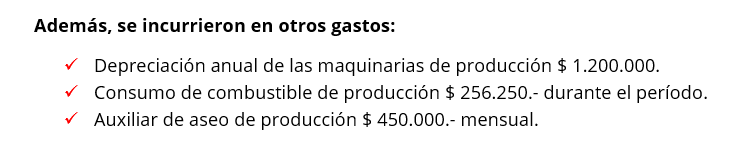 Además, se incurrieron en otros gastos:
Depreciación anual de las maquinarias de producción $ 1.200.000.
Consumo de combustible de producción $ 256.250.- durante el período.
Auxiliar de aseo de producción $ 450.000.- mensual.